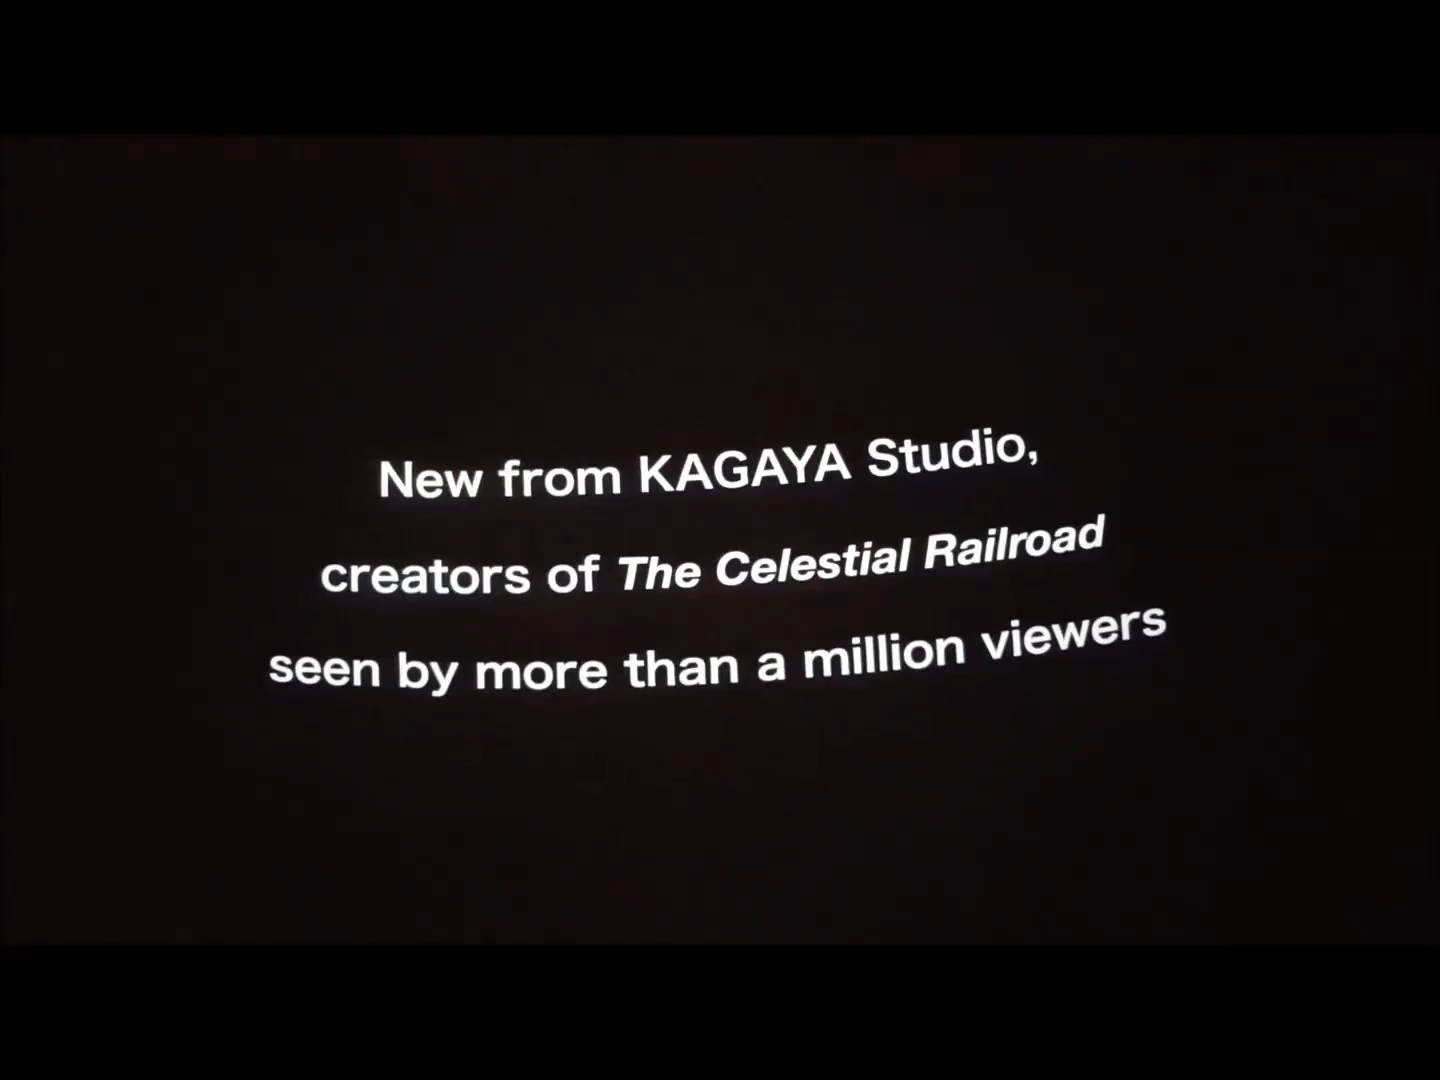 New from KAGAYA Studio,
creators of The Celestial Railroad
seen by more than a million viewers